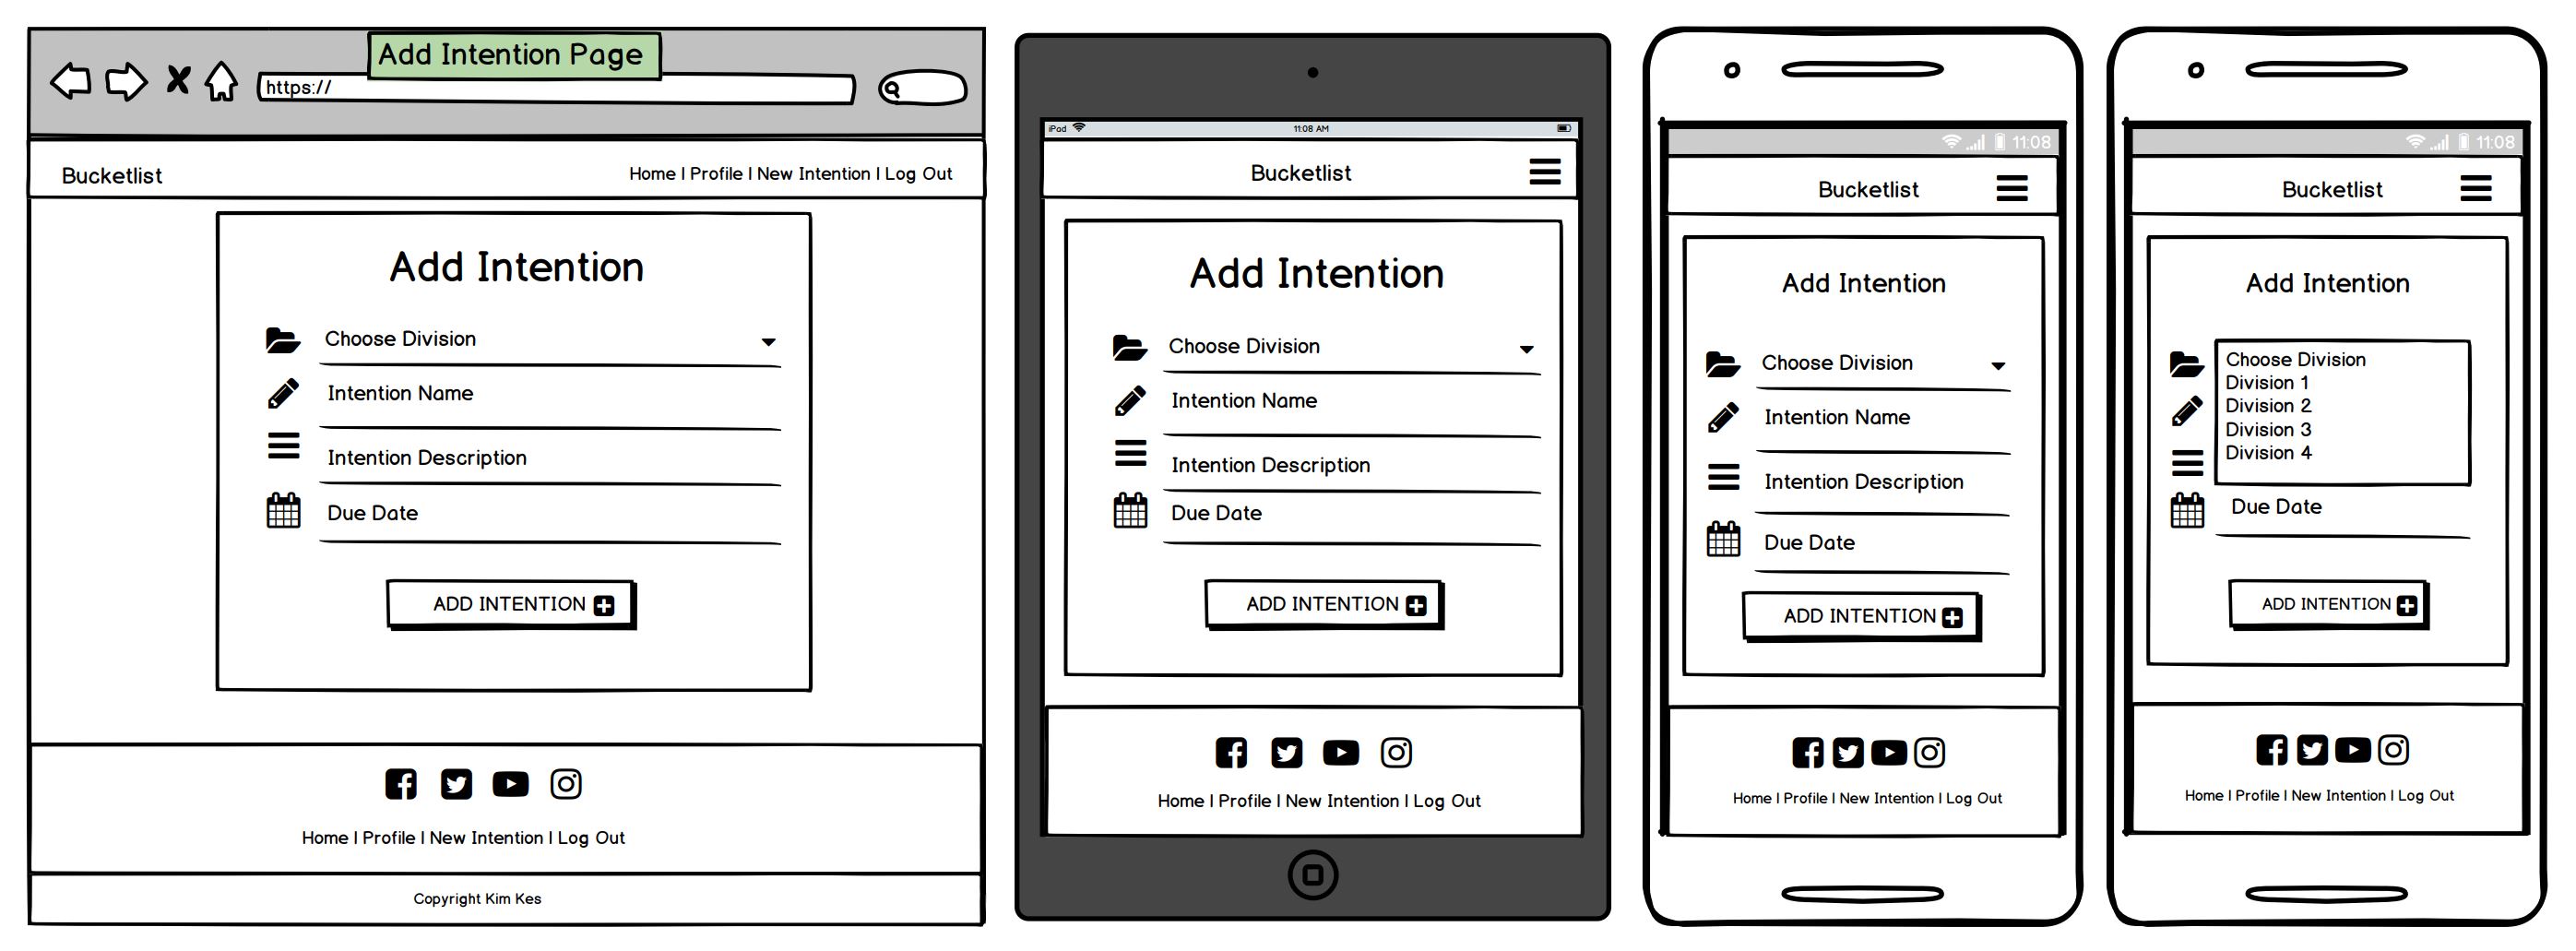 Add Intention Page
https://
Bucketlist
Home | Profile | New Intention | Log Out
Add Intention
Choose Division
Intention Name
Intention Description
Due Date
ADD INTENTION
Home | Profile | New Intention | Log Out
Copyright Kim Kes
iPad 11:08 AM
Bucketlist
Add Intention
Choose Division
Intention Name
Intention Description
Due Date
ADD INTENTION
Home | Profile | New Intention | Log Out
11:08
Bucketlist
Add Intention
Choose Division
Intention Name
Intention Description
Due Date
ADD INTENTION
Home | Profile | New Intention | Log Out
11:08
Bucketlist
Add Intention
Choose Division
Division 1
Division 2
Division 3
Division 4
Due Date
ADD INTENTION
Home | Profile | New Intention | Log Out